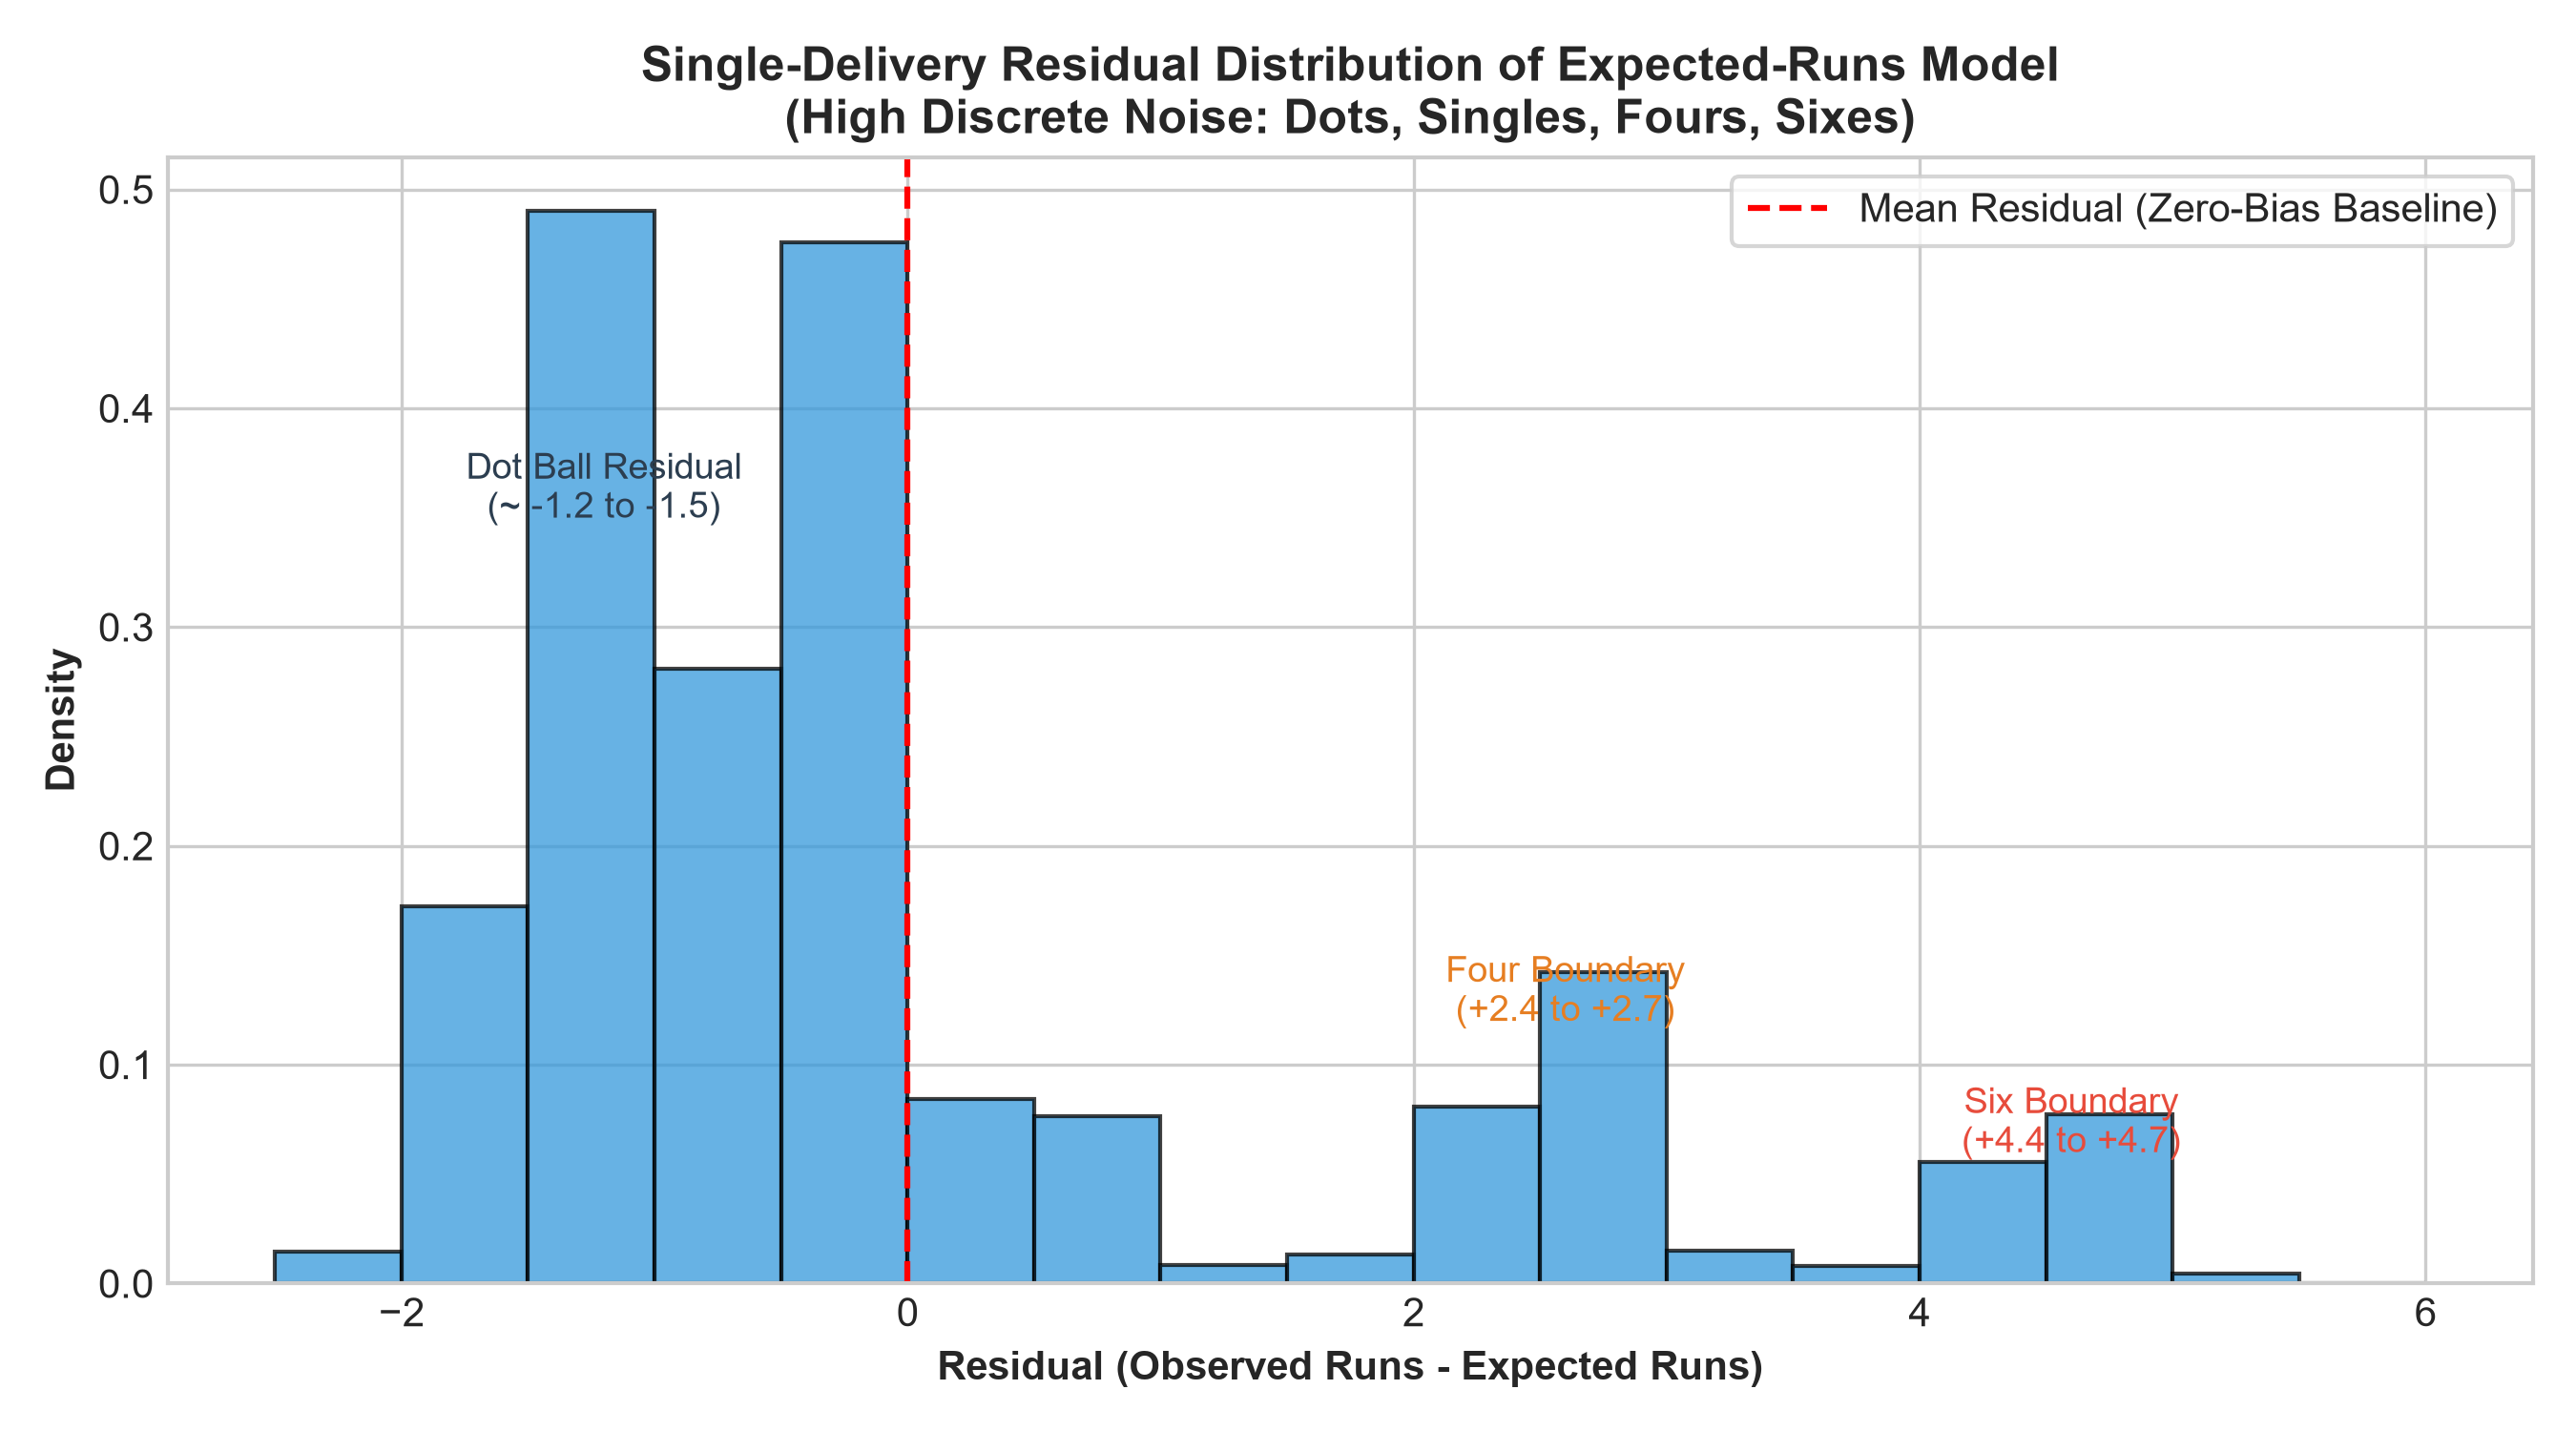 Single-Delivery Residual Distribution of Expected-Runs Model
(High Discrete Noise: Dots, Singles, Fours, Sixes)
Mean Residual (Zero-Bias Baseline)
0.5
0.4
0.3
0.2
0.1
0.0
Density
Dot Ball Residual
(~ -1.2 to -1.5)
Four Boundary
(+2.4 to +2.7)
Six Boundary
(+4.4 to +4.7)
−2
0
2
4
6
Residual (Observed Runs - Expected Runs)